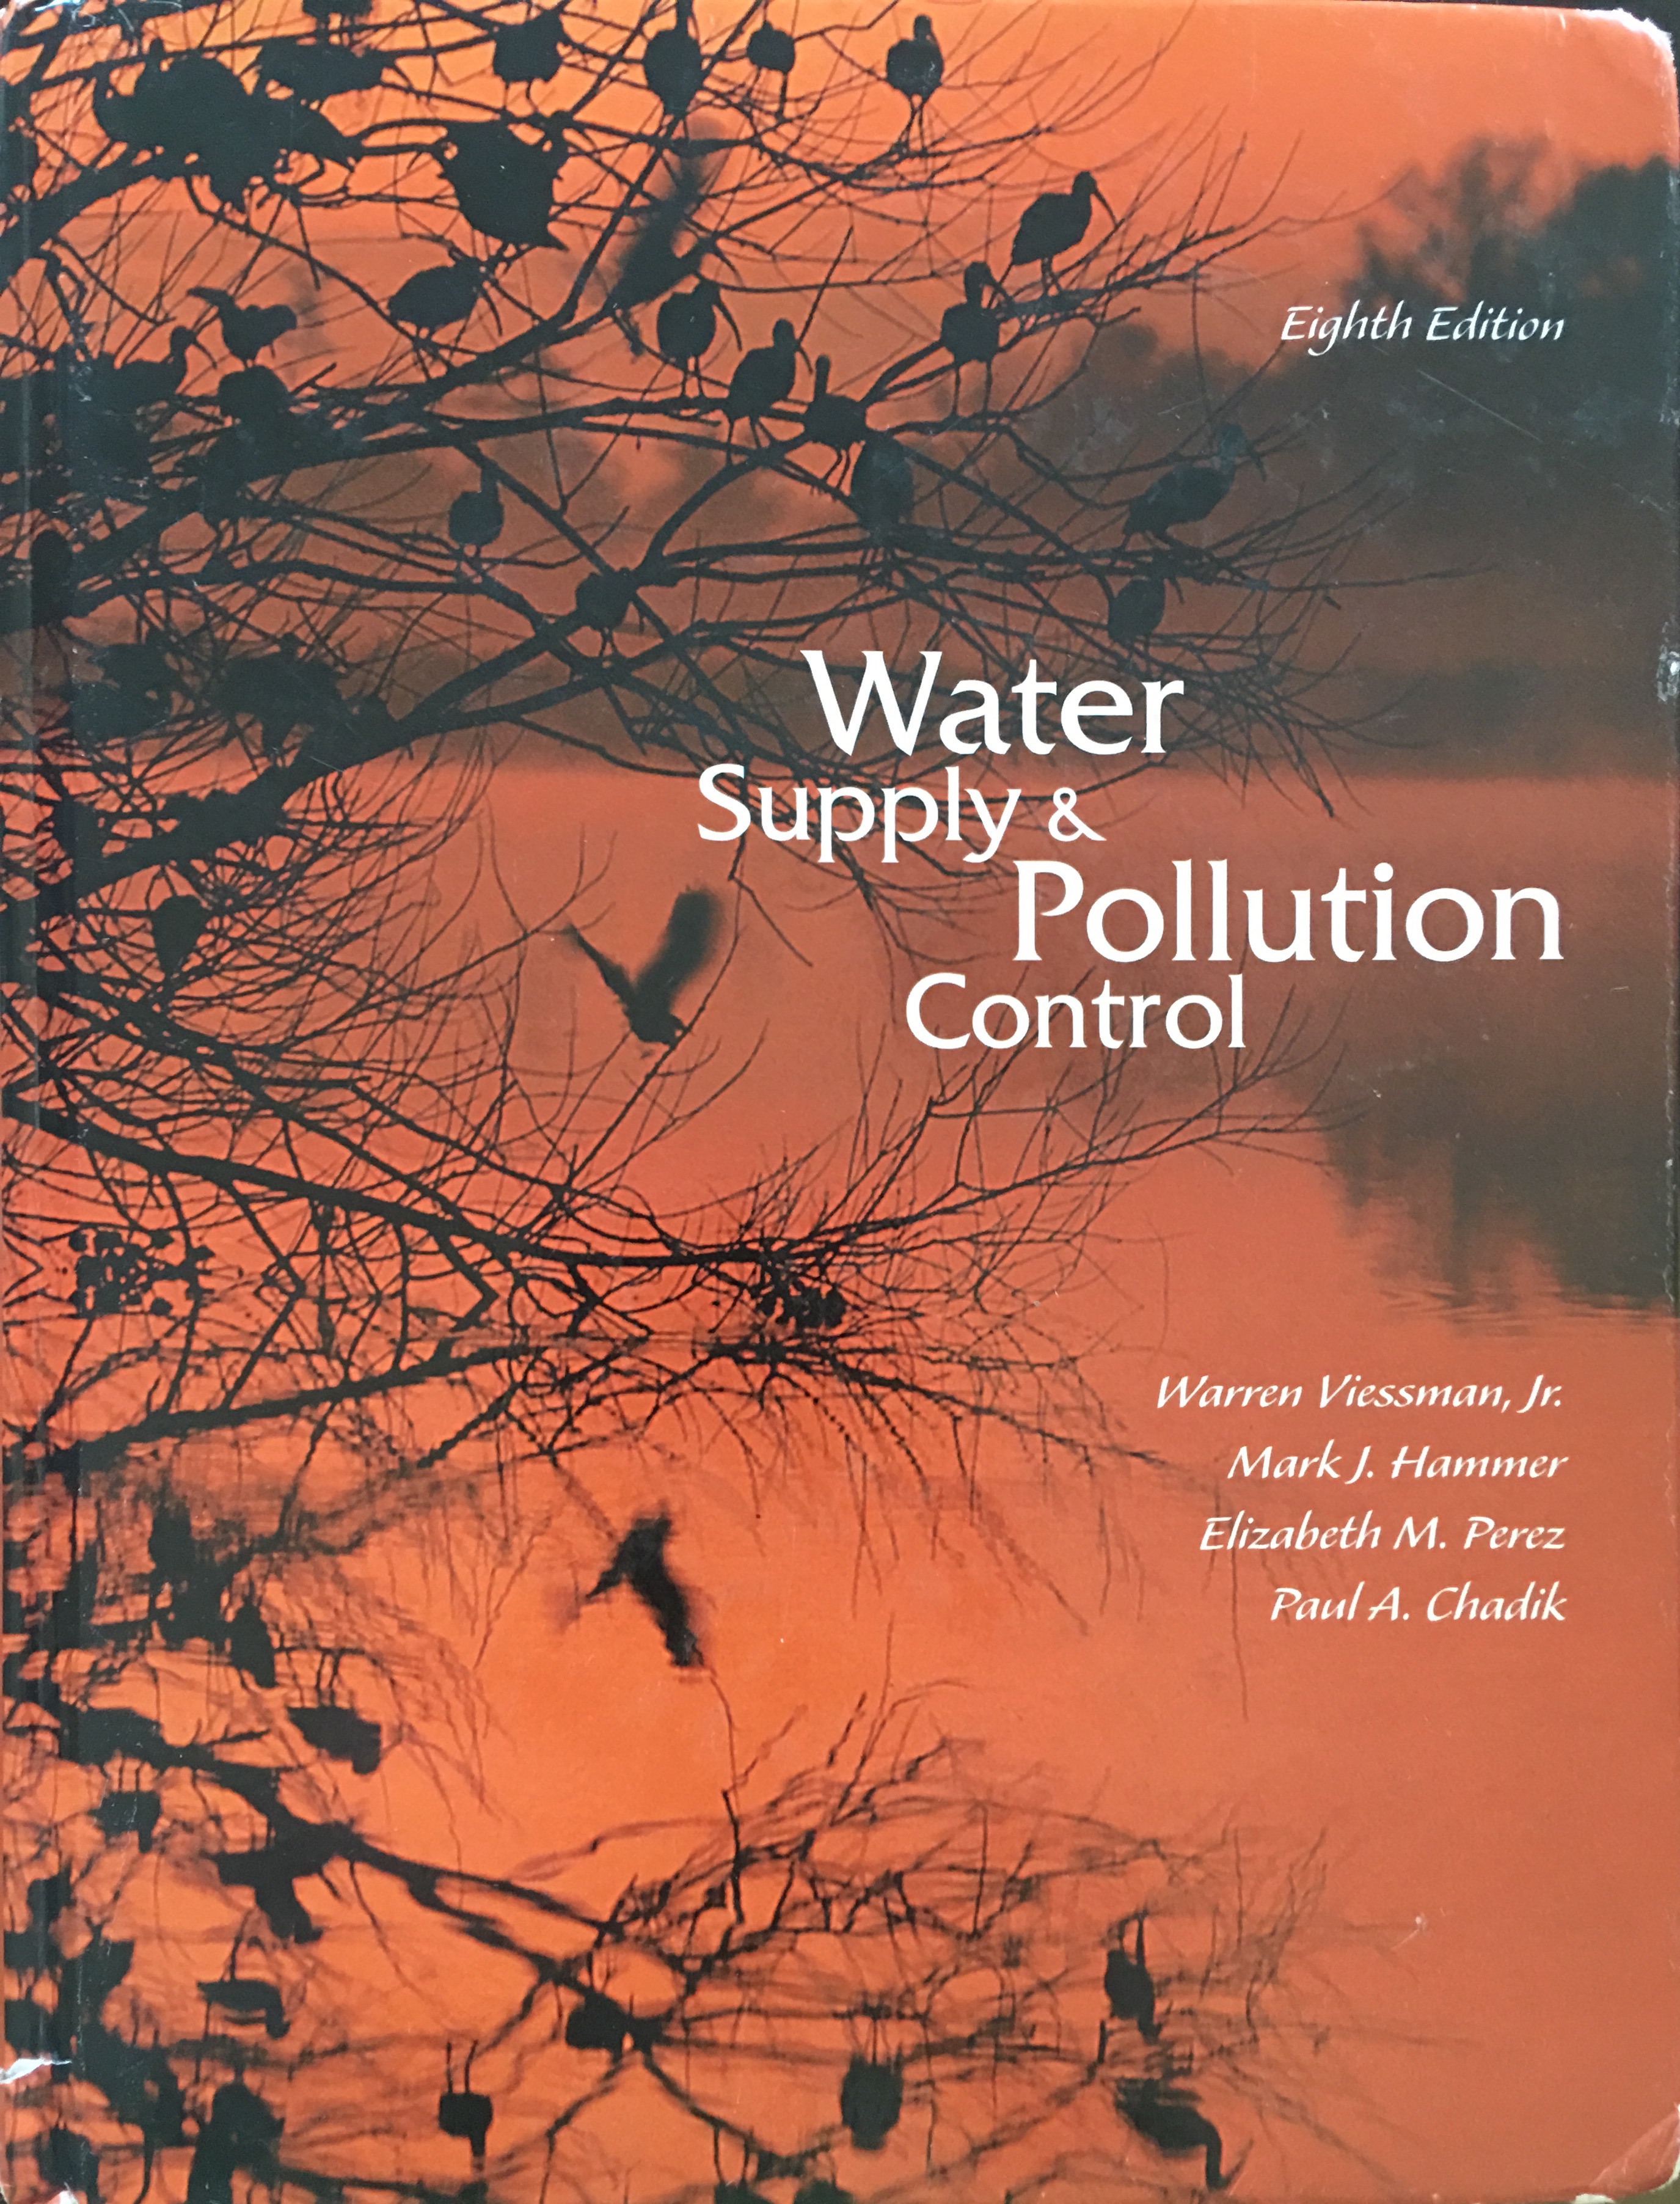 Eighth Edition
Water
Supply &
Pollution
Control
Warren Viessman, Jr.
Mark J. Hammer
Elizabeth M. Perez
Paul A. Chadik